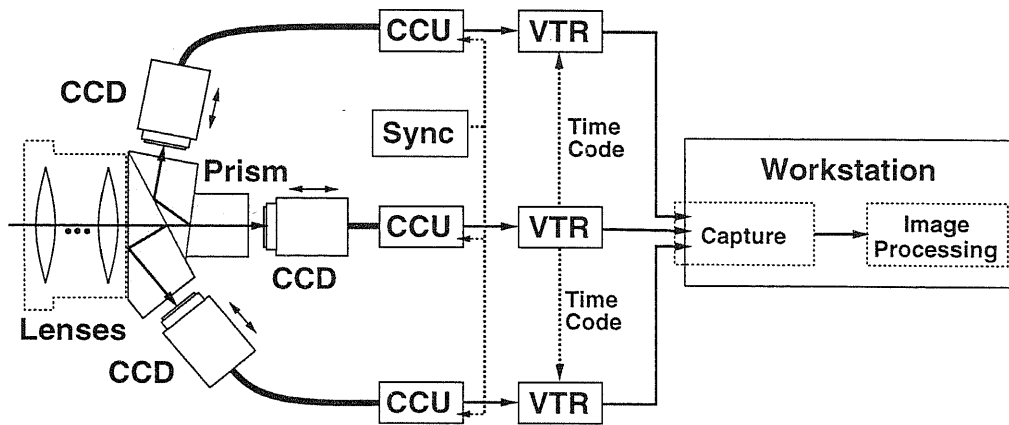 CCU
VTR
CCD
Sync
Time
Code
Prism
Workstation
CCU
VTR
Capture
Image
Processing
CCD
Lenses
Time
Code
CCD
CCU
VTR